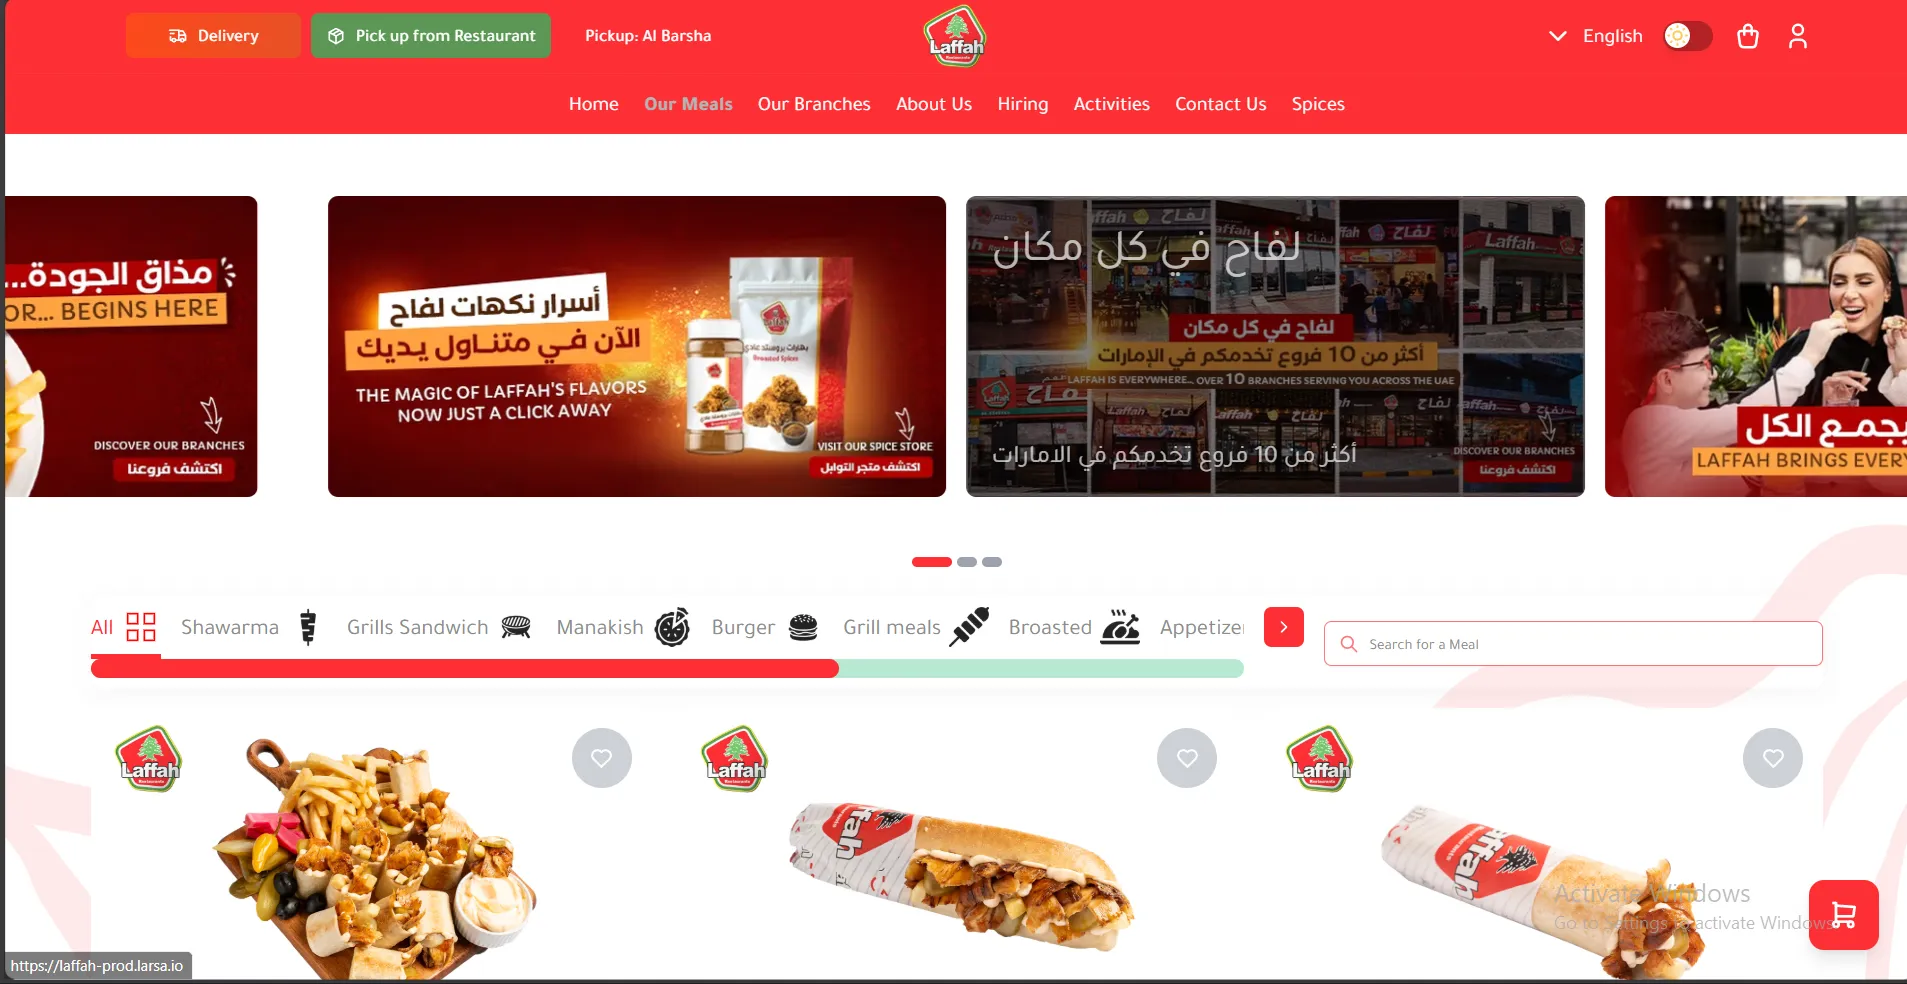 Delivery
Pick up from Restaurant
Pickup: Al Barsha
Laffah
English
Home
Our Meals
Our Branches
About Us
Hiring
Activities
Contact Us
Spices
مذاق الجودة...
OR... BEGINS HERE
DISCOVER OUR BRANCHES
اكتشف فروعنا
أسرار نكهات لفاح
الآن في متناول يديك
THE MAGIC OF LAFFAH'S FLAVORS
NOW JUST A CLICK AWAY
بهارات بروستد عادي
Broasted Spices
VISIT OUR SPICE STORE
اكتشف متجر التوابل
لفاح في كل مكان
لفاح في كل مكان
أكثر من 10 فروع تخدمكم في الإمارات
LAFFAH IS EVERYWHERE... OVER 10 BRANCHES SERVING YOU ACROSS THE UAE
أكثر من 10 فروع تخدمكم في الامارات
DISCOVER OUR BRANCHES
اكتشف فروعنا
يجمع الكل
LAFFAH BRINGS EVERY
All
Shawarma
Grills Sandwich
Manakish
Burger
Grill meals
Broasted
Appetizer
Search for a Meal
Laffah
Laffah
Laffah
Activate Windows
Go to Settings to activate Windows
https://laffah-prod.larsa.io